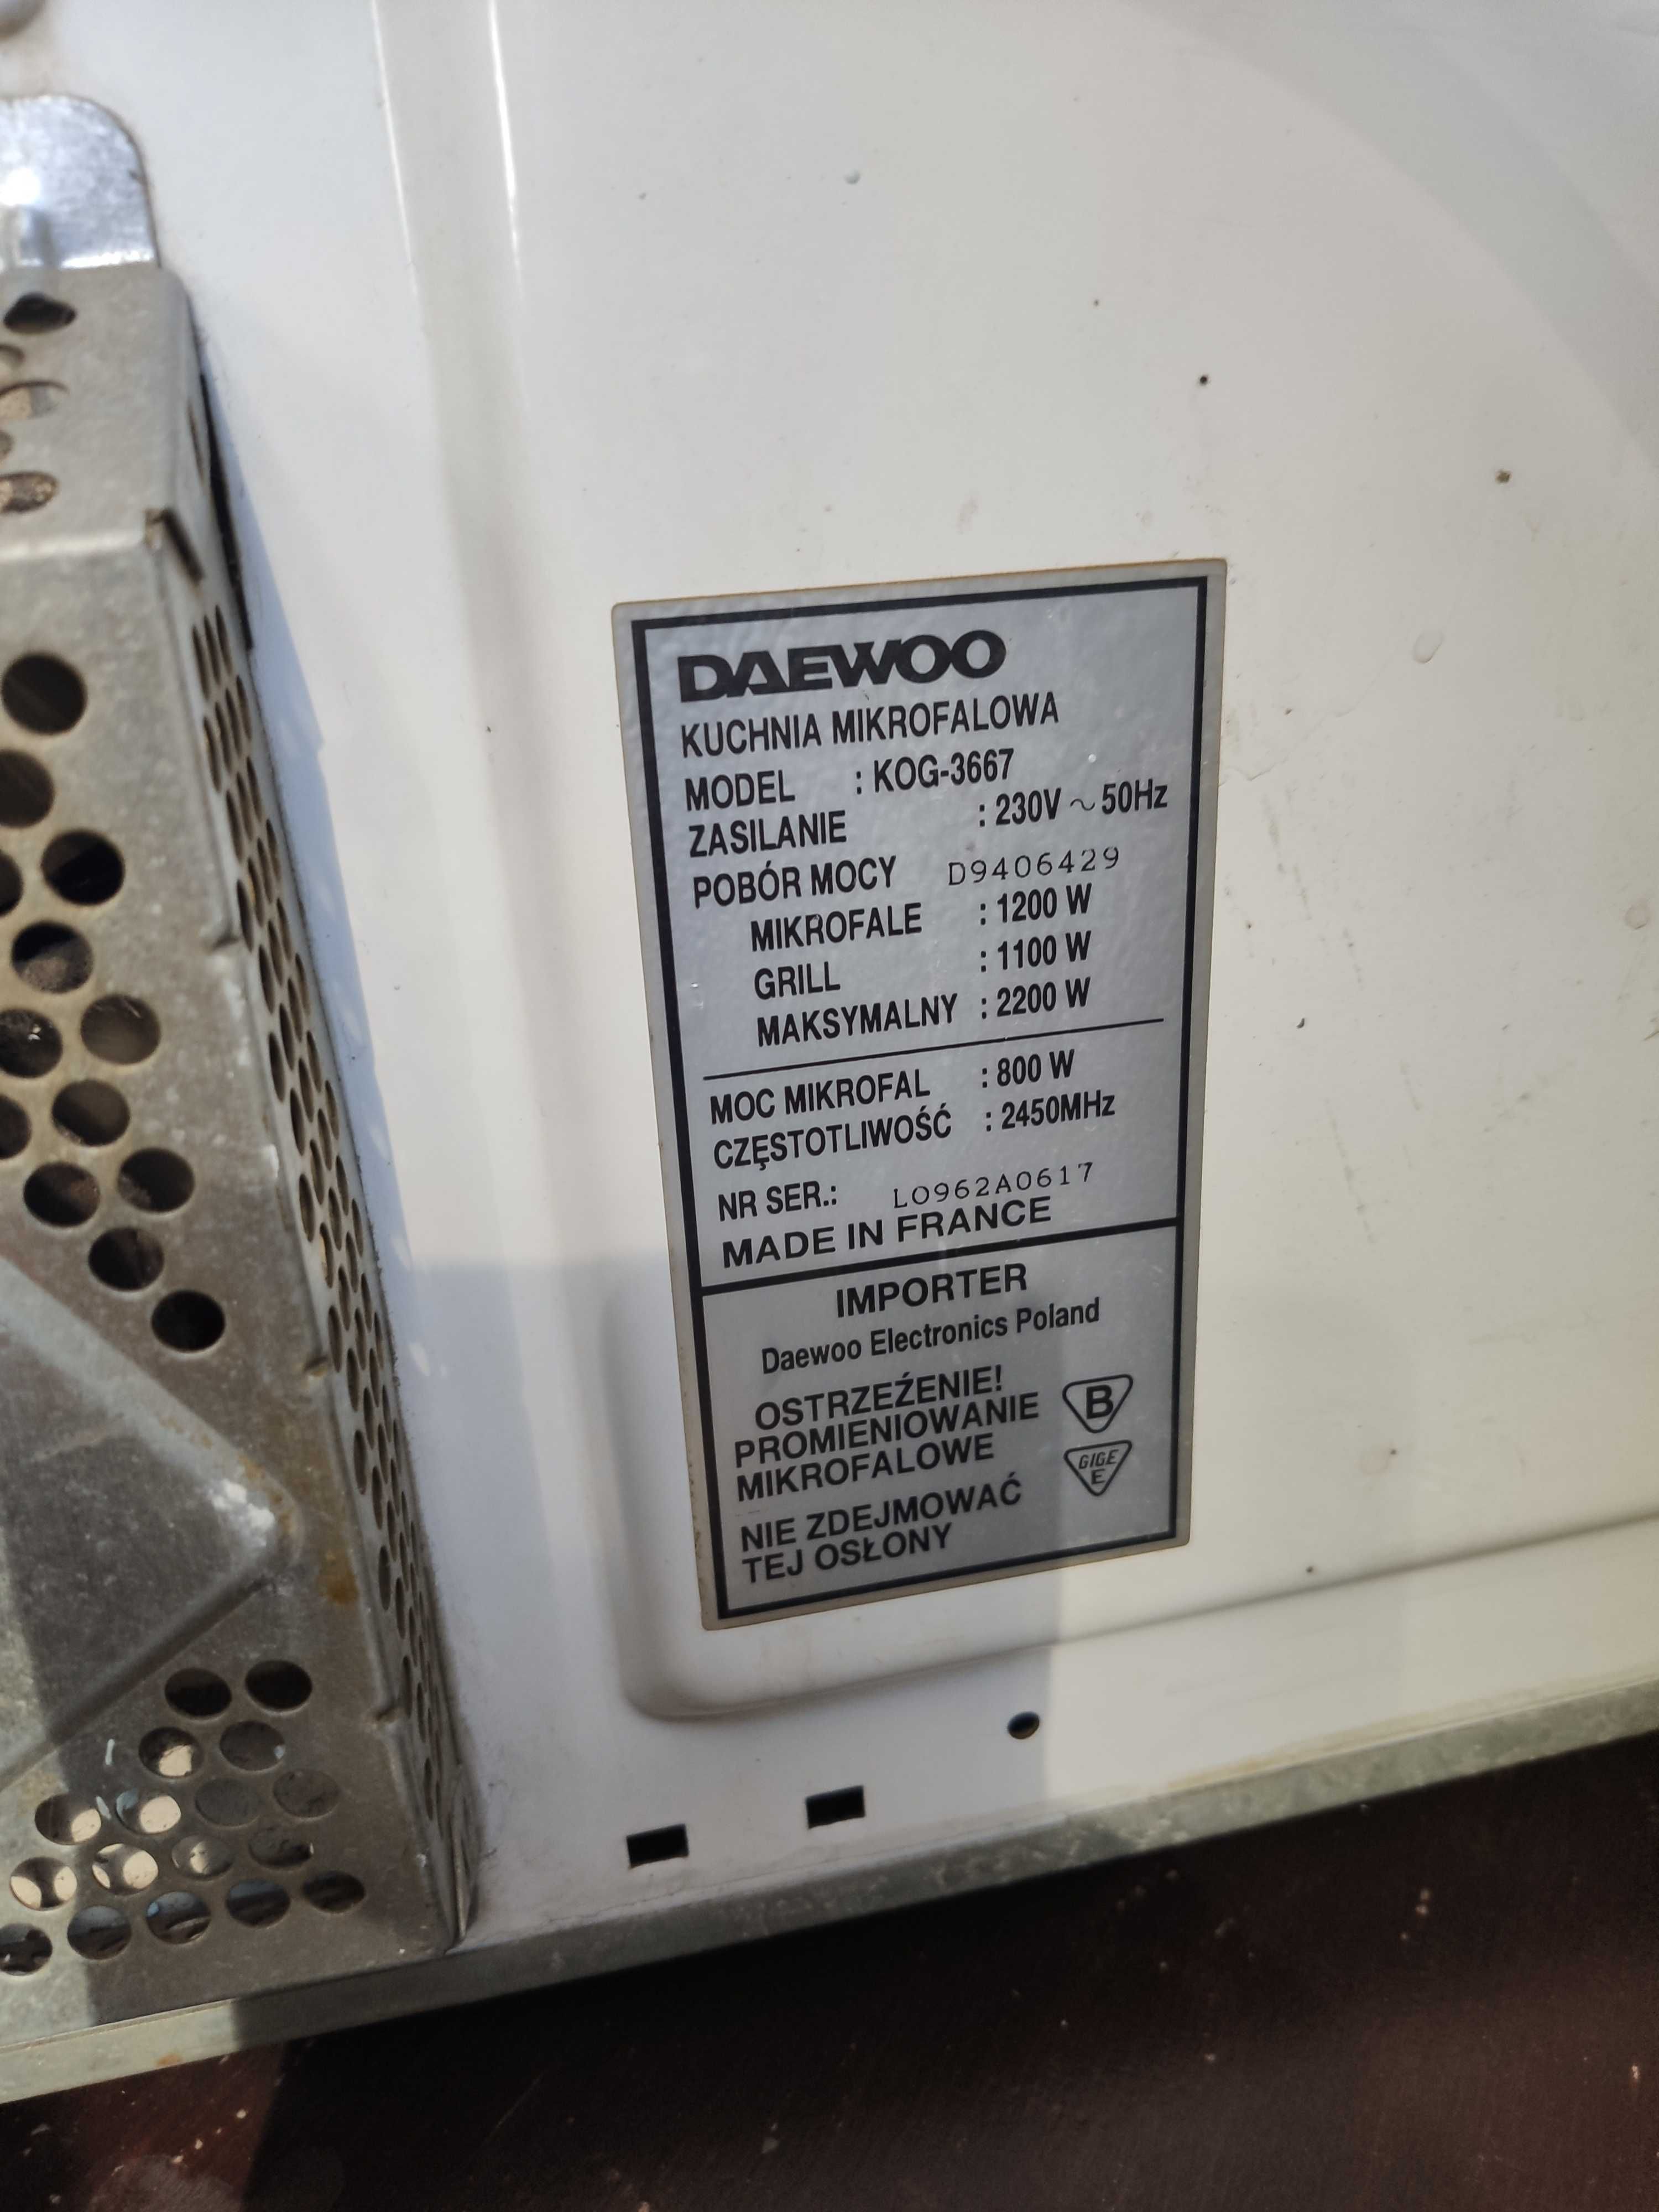 DAEWOO
KUCHNIA MIKROFALOWA
MODEL : KOG-3667
ZASILANIE : 230V ~ 50Hz
POBÓR MOCY D9406429
MIKROFALE : 1200 W
GRILL : 1100 W
MAKSYMALNY : 2200 W
MOC MIKROFAL : 800 W
CZĘSTOTLIWOŚĆ : 2450MHz
NR SER.: LO962A0617
MADE IN FRANCE
IMPORTER
Daewoo Electronics Poland
OSTRZEŹENIE!
PROMIENIOWANIE
MIKROFALOWE
B
GIGE
E
NIE ZDEJMOWAĆ
TEJ OSŁONY